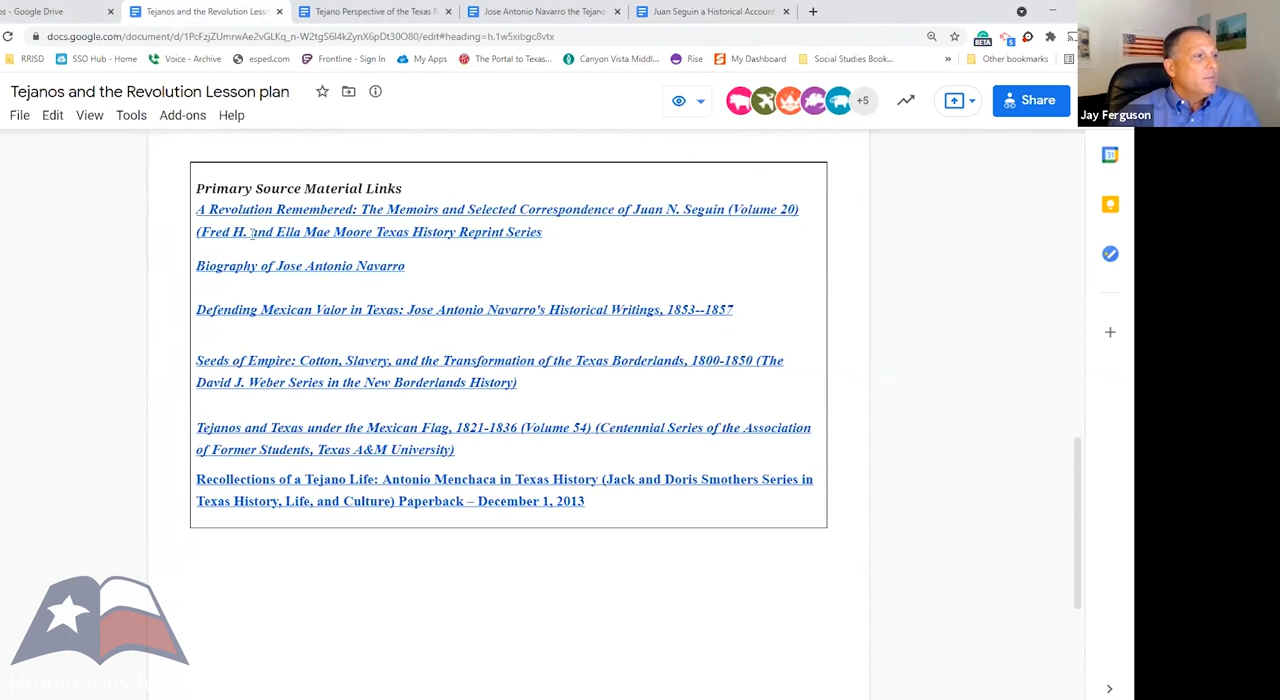 os - Google Drive
Tejanos and the Revolution Lesso
Tejano Perspective of the Texas R
Jose Antonio Navarro the Tejano
Juan Seguin a Historical Account
docs.google.com/document/d/1PcFzjZUmrwAe2vGLKq_n-W2tgS6l4kZynX6pDt30O80/edit#heading=h.1w5xibgc8vtx
BETA
5
RRISD
SSO Hub - Home
Voice - Archive
esped.com
Frontline - Sign In
My Apps
The Portal to Texas...
Canyon Vista Middl...
Rise
My Dashboard
Social Studies Book...
»
Other bookmarks
Tejanos and the Revolution Lesson plan
+5
Share
Jay Ferguson
File Edit View Tools Add-ons Help
31
Primary Source Material Links
A Revolution Remembered: The Memoirs and Selected Correspondence of Juan N. Seguín (Volume 20)
(Fred H. and Ella Mae Moore Texas History Reprint Series
Biography of Jose Antonio Navarro
Defending Mexican Valor in Texas: Jose Antonio Navarro's Historical Writings, 1853--1857
Seeds of Empire: Cotton, Slavery, and the Transformation of the Texas Borderlands, 1800-1850 (The
David J. Weber Series in the New Borderlands History)
Tejanos and Texas under the Mexican Flag, 1821-1836 (Volume 54) (Centennial Series of the Association
of Former Students, Texas A&M University)
Recollections of a Tejano Life: Antonio Menchaca in Texas History (Jack and Doris Smothers Series in
Texas History, Life, and Culture) Paperback – December 1, 2013
Humanities